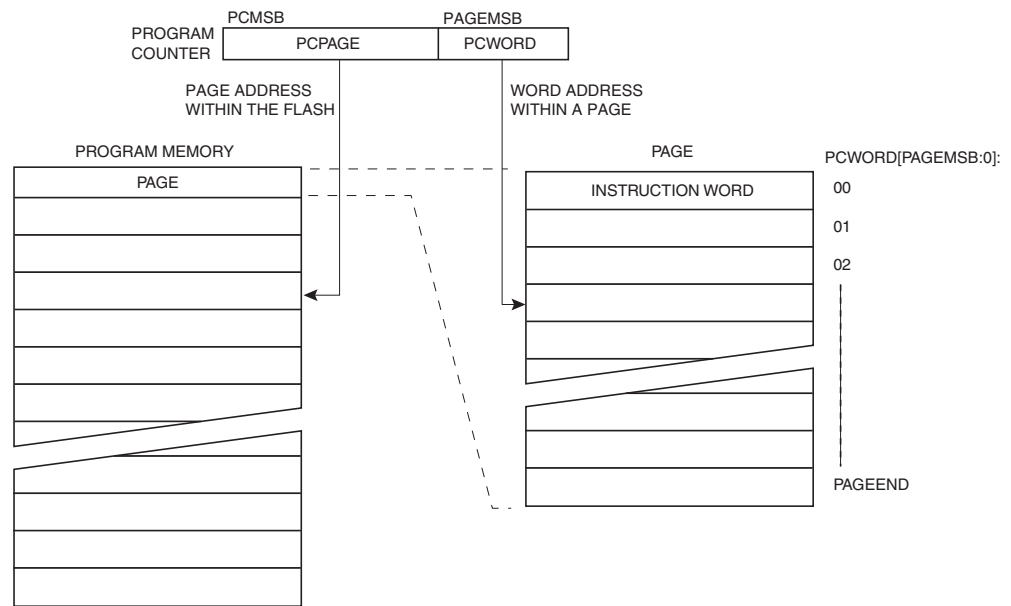 PCMSB
PAGEMSB
PROGRAM
COUNTER
PCPAGE
PCWORD
PAGE ADDRESS
WITHIN THE FLASH
WORD ADDRESS
WITHIN A PAGE
PROGRAM MEMORY
PAGE
PAGE
PCWORD[PAGEMSB:0]:
INSTRUCTION WORD
00
01
02
PAGEEND